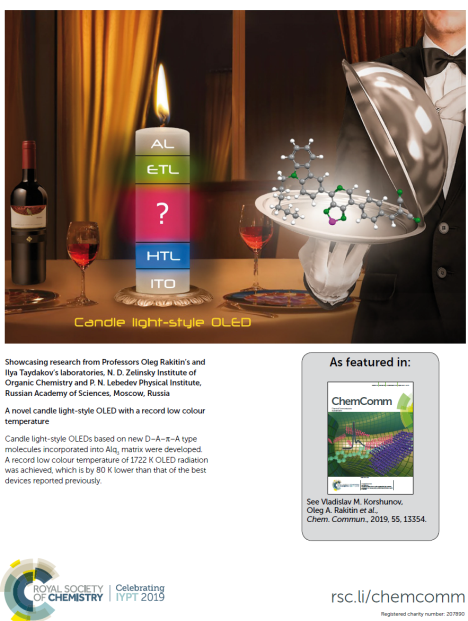 AL
ETL
?
HTL
ITO
Candle light-style OLED
Showcasing research from Professors Oleg Rakitin's and
Ilya Taydakov's laboratories, N. D. Zelinsky Institute of
Organic Chemistry and P. N. Lebedev Physical Institute,
Russian Academy of Sciences, Moscow, Russia
A novel candle light-style OLED with a record low colour
temperature
Candle light-style OLEDs based on new D–A–π–A type
molecules incorporated into Alq₃ matrix were developed.
A record low colour temperature of 1722 K OLED radiation
was achieved, which is by 80 K lower than that of the best
devices reported previously.
As featured in:
ChemComm
See Vladislav M. Korshunov,
Oleg A. Rakitin et al.,
Chem. Commun., 2019, 55, 13354.
ROYAL SOCIETY
OF CHEMISTRY
Celebrating
IYPT 2019
rsc.li/chemcomm
Registered charity number: 207890